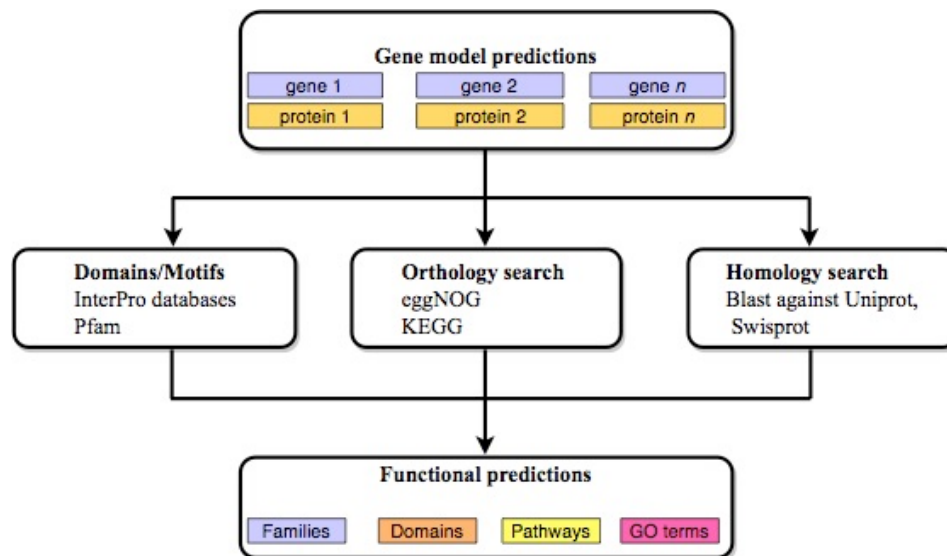 Gene model predictions
gene 1
gene 2
gene n
protein 1
protein 2
protein n
Domains/Motifs
InterPro databases
Pfam
Orthology search
eggNOG
KEGG
Homology search
Blast against Uniprot,
Swisprot
Functional predictions
Families
Domains
Pathways
GO terms